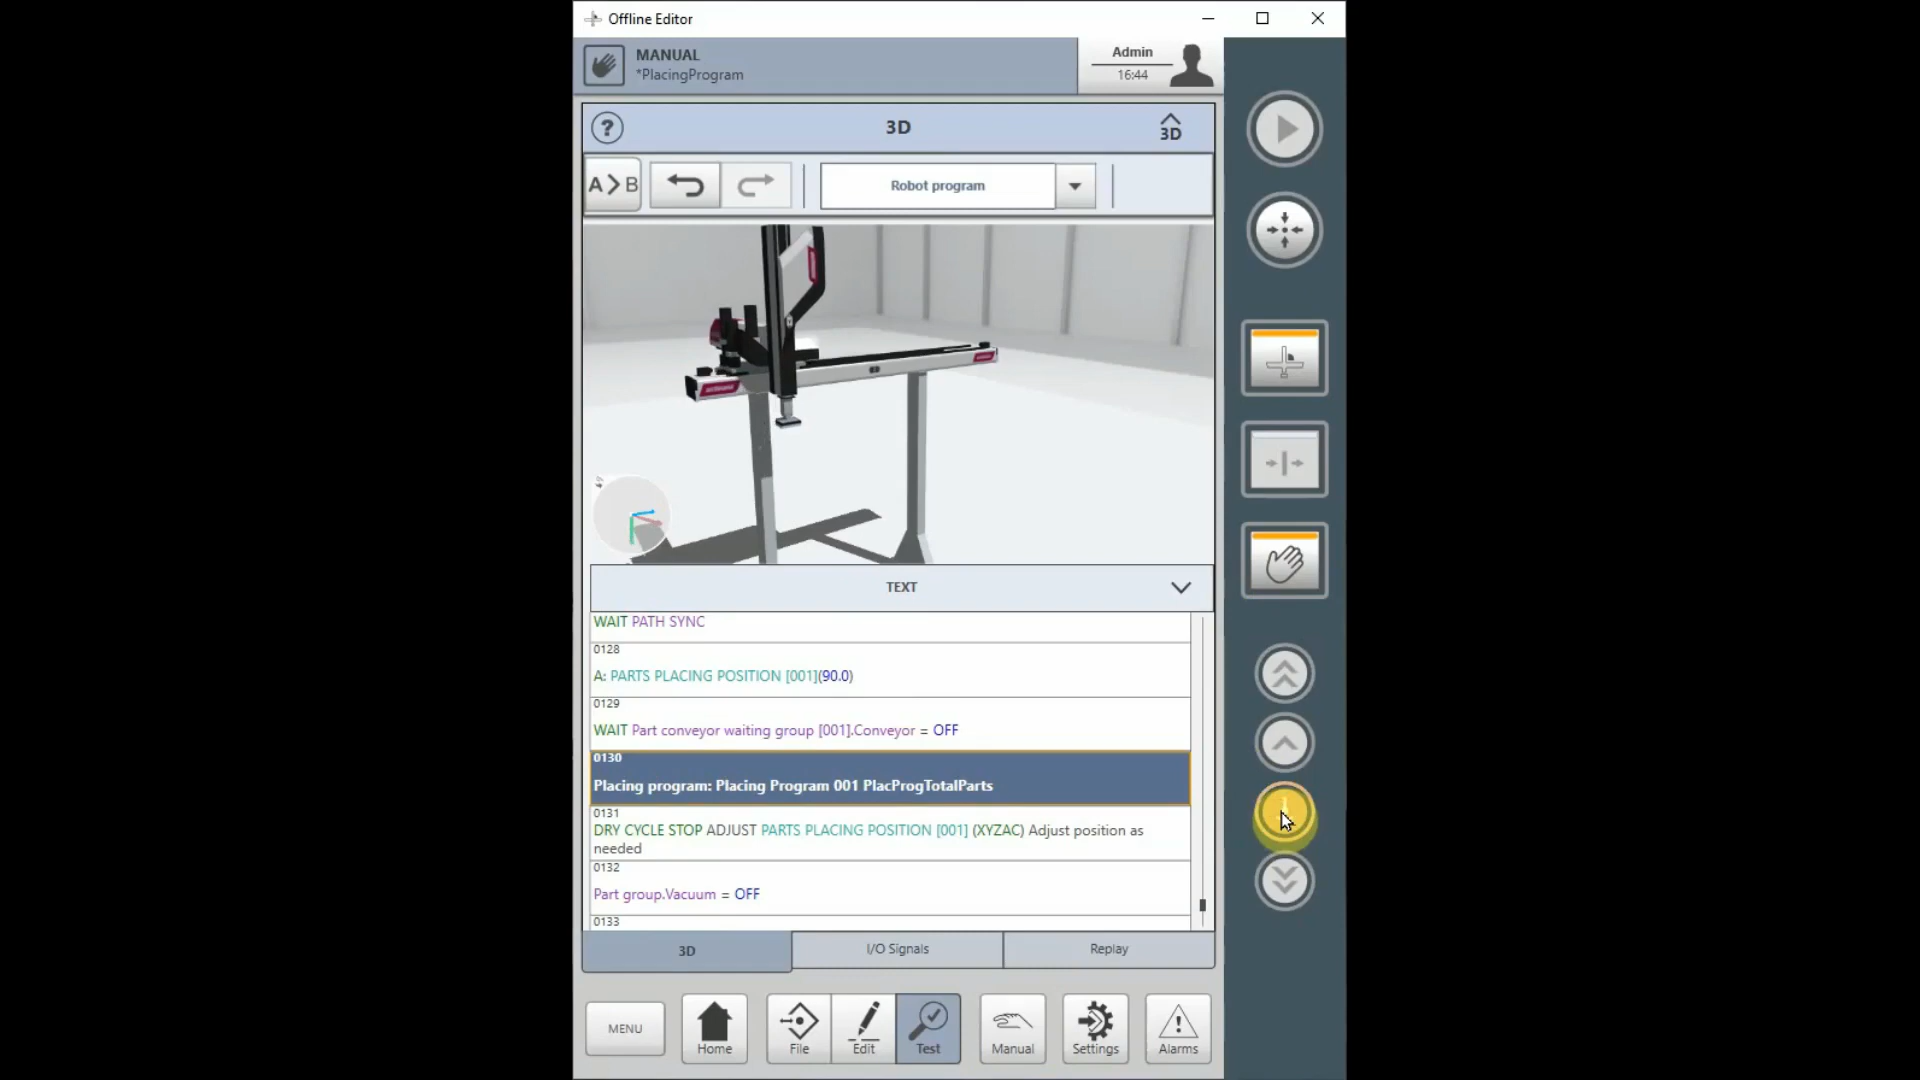 Offline Editor
MANUAL
*PlacingProgram
Admin
16:44
3D
3D
A B
Robot program
TEXT
WAIT PATH SYNC
0128
A: PARTS PLACING POSITION [001](90.0)
0129
WAIT Part conveyor waiting group [001].Conveyor = OFF
0130
Placing program: Placing Program 001 PlacProgTotalParts
0131
DRY CYCLE STOP ADJUST PARTS PLACING POSITION [001] (XYZAC) Adjust position as
needed
0132
Part group.Vacuum = OFF
0133
3D
I/O Signals
Replay
MENU
Home
File
Edit
Test
Manual
Settings
Alarms